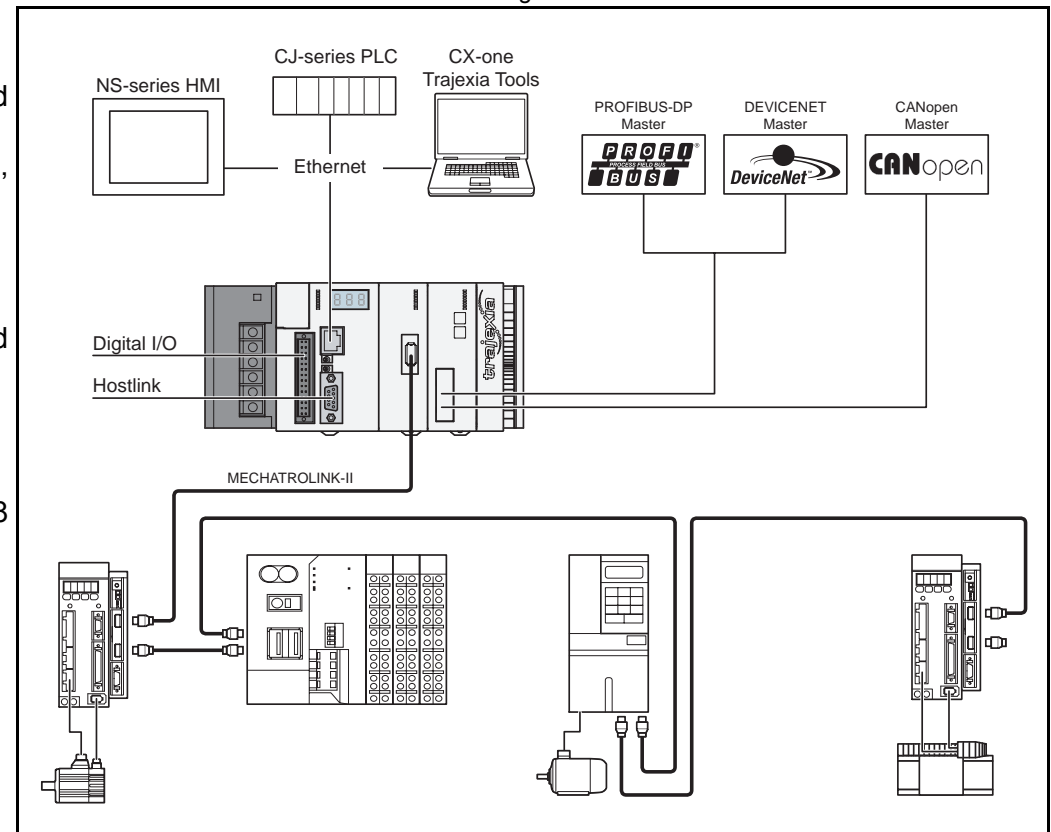 CJ-series PLC
CX-one
Trajexia Tools
NS-series HMI
Ethernet
PROFIBUS-DP
Master
DEVICENET
Master
CANopen
Master
PROFI
PROCESS FIELD BUS
BUS
DeviceNet
CANopen
d
,
888
trajexia
Digital I/O
d
Hostlink
MECHATROLINK-II
3